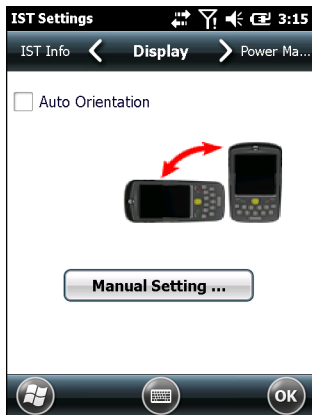 IST Settings 3:15
IST Info Display Power Ma...
Auto Orientation
Manual Setting ...
OK